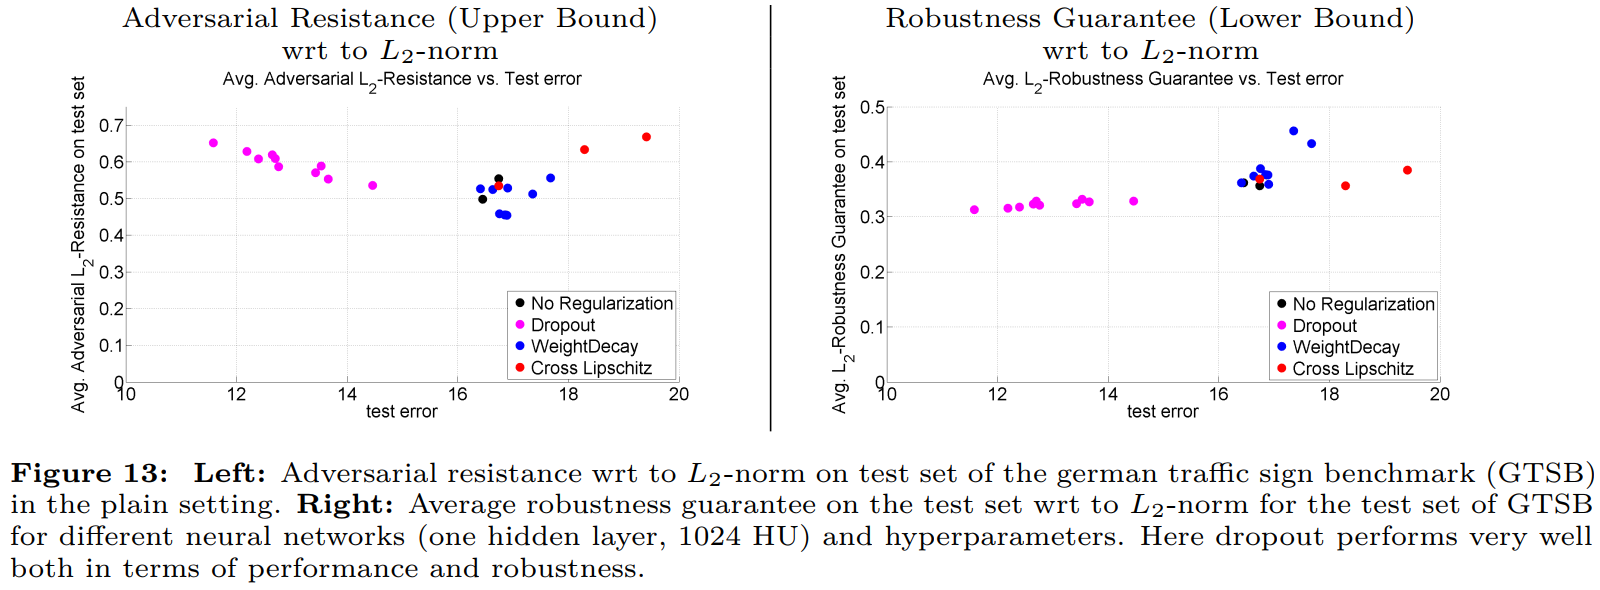 Adversarial Resistance (Upper Bound)
wrt to L2-norm
Avg. Adversarial L2-Resistance vs. Test error
Avg. Adversarial L2-Resistance on test set
0.7
0.6
0.5
0.4
0.3
0.2
0.1
0
10
12
14
16
18
20
test error
No Regularization
Dropout
WeightDecay
Cross Lipschitz
Robustness Guarantee (Lower Bound)
wrt to L2-norm
Avg. L2-Robustness Guarantee vs. Test error
Avg. L2-Robustness Guarantee on test set
0.5
0.4
0.3
0.2
0.1
0
10
12
14
16
18
20
test error
No Regularization
Dropout
WeightDecay
Cross Lipschitz
Figure 13: Left: Adversarial resistance wrt to L2-norm on test set of the german traffic sign benchmark (GTSB)
in the plain setting. Right: Average robustness guarantee on the test set wrt to L2-norm for the test set of GTSB
for different neural networks (one hidden layer, 1024 HU) and hyperparameters. Here dropout performs very well
both in terms of performance and robustness.